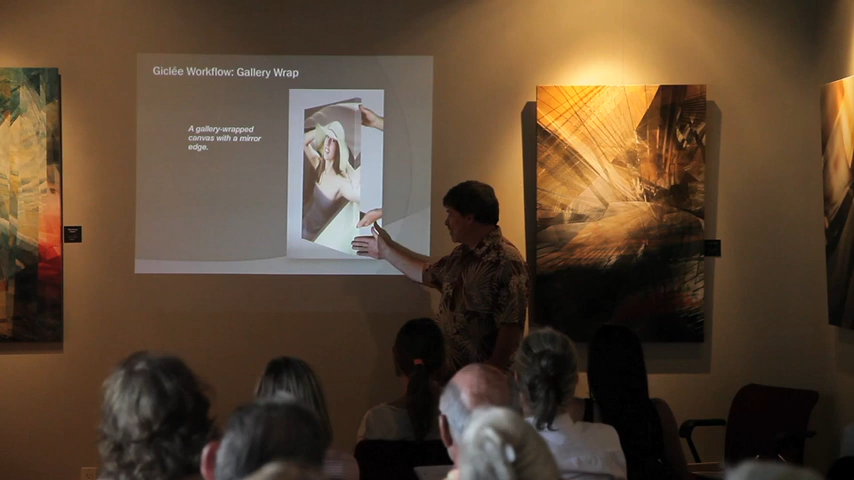 Giclée Workflow: Gallery Wrap
A gallery-wrapped
canvas with a mirror
edge.